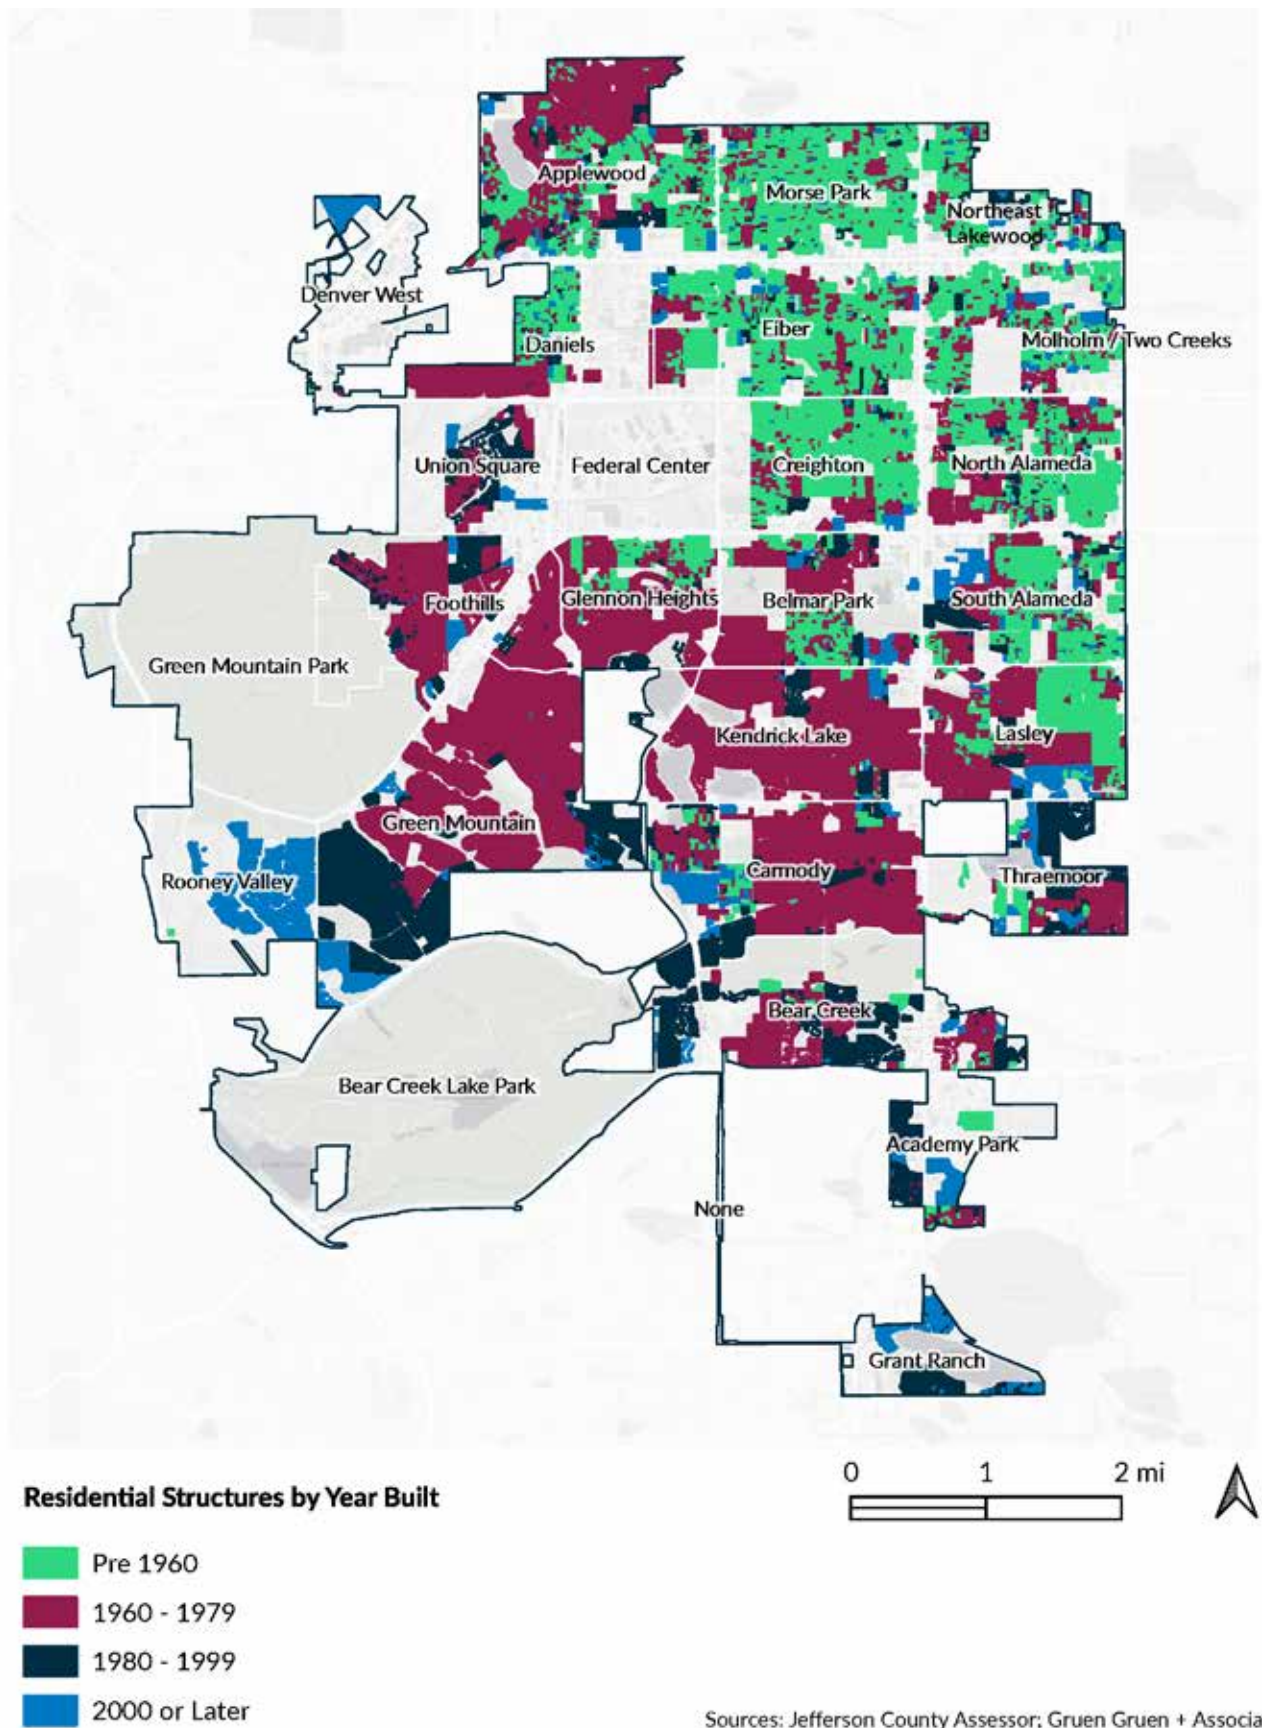 Applewood
Morse Park
Northeast
Lakewood
Denver West
Daniels
Eiber
Molholm / Two Creeks
Union Square
Federal Center
Creighton
North Alameda
Foothills
Glennon Heights
Belmar Park
South Alameda
Green Mountain Park
Kendrick Lake
Lasley
Green Mountain
Rooney Valley
Carmody
Thraemoor
Bear Creek
Bear Creek Lake Park
Academy Park
None
Grant Ranch
0 1 2 mi
Residential Structures by Year Built
Pre 1960
1960 - 1979
1980 - 1999
2000 or Later
Sources: Jefferson County Assessor; Gruen Gruen + Associa